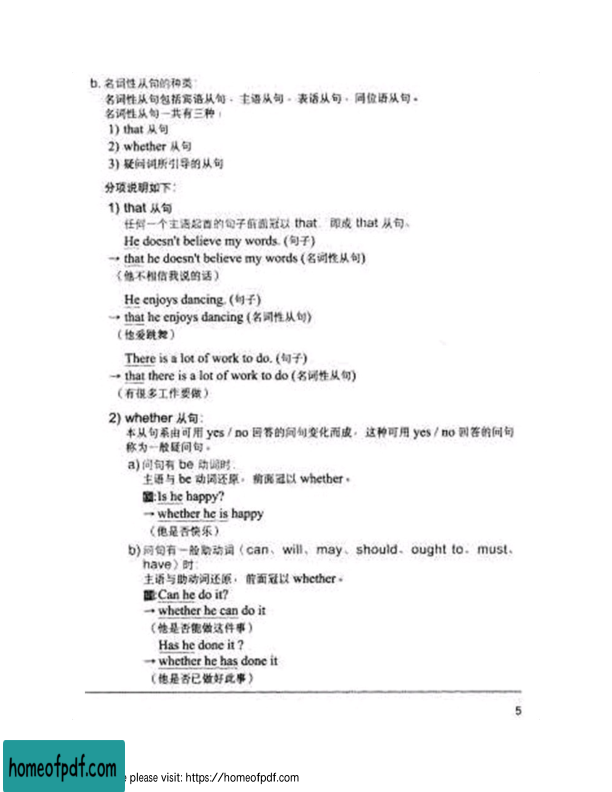 b. 名词性从句的种类:
名词性从句包括宾语从句、主语从句、表语从句、同位语从句。
名词性从句一共有三种:
1) that 从句
2) whether 从句
3) 疑问词所引导的从句
分项说明如下:
1) that 从句
任何一个主语起首的句子前面冠以 that, 即成 that 从句。
He doesn't believe my words. (句子)
→ that he doesn't believe my words (名词性从句)
(他不相信我说的话)
He enjoys dancing. (句子)
→ that he enjoys dancing (名词性从句)
(他爱跳舞)
There is a lot of work to do. (句子)
→ that there is a lot of work to do (名词性从句)
(有很多工作要做)
2) whether 从句:
本从句系由可用 yes / no 回答的问句变化而成, 这种可用 yes / no 回答的问句
称为一般疑问句。
a) 问句有 be 动词时:
主语与 be 动词还原, 前面冠以 whether。
Is he happy?
→ whether he is happy
(他是否快乐)
b) 问句有一般助动词 (can、will、may、should、ought to、must、
have) 时:
主语与助动词还原, 前面冠以 whether。
Can he do it?
→ whether he can do it
(他是否能做这件事)
Has he done it ?
→ whether he has done it
(他是否已做好此事)
5
homeofpdf.com
e please visit: https://homeofpdf.com